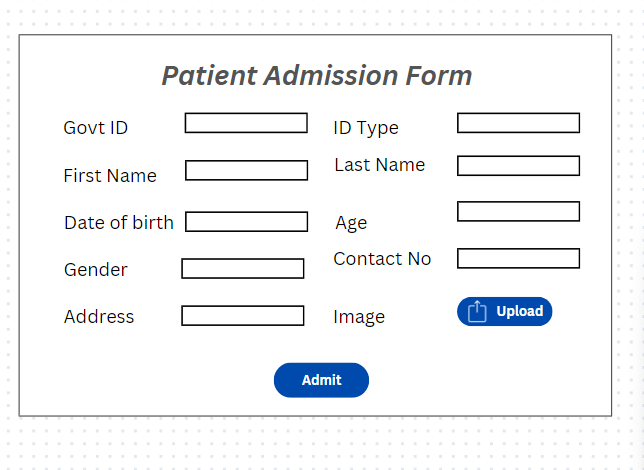 Patient Admission Form
Govt ID
ID Type
First Name
Last Name
Date of birth
Age
Gender
Contact No
Address
Image
Upload
Admit